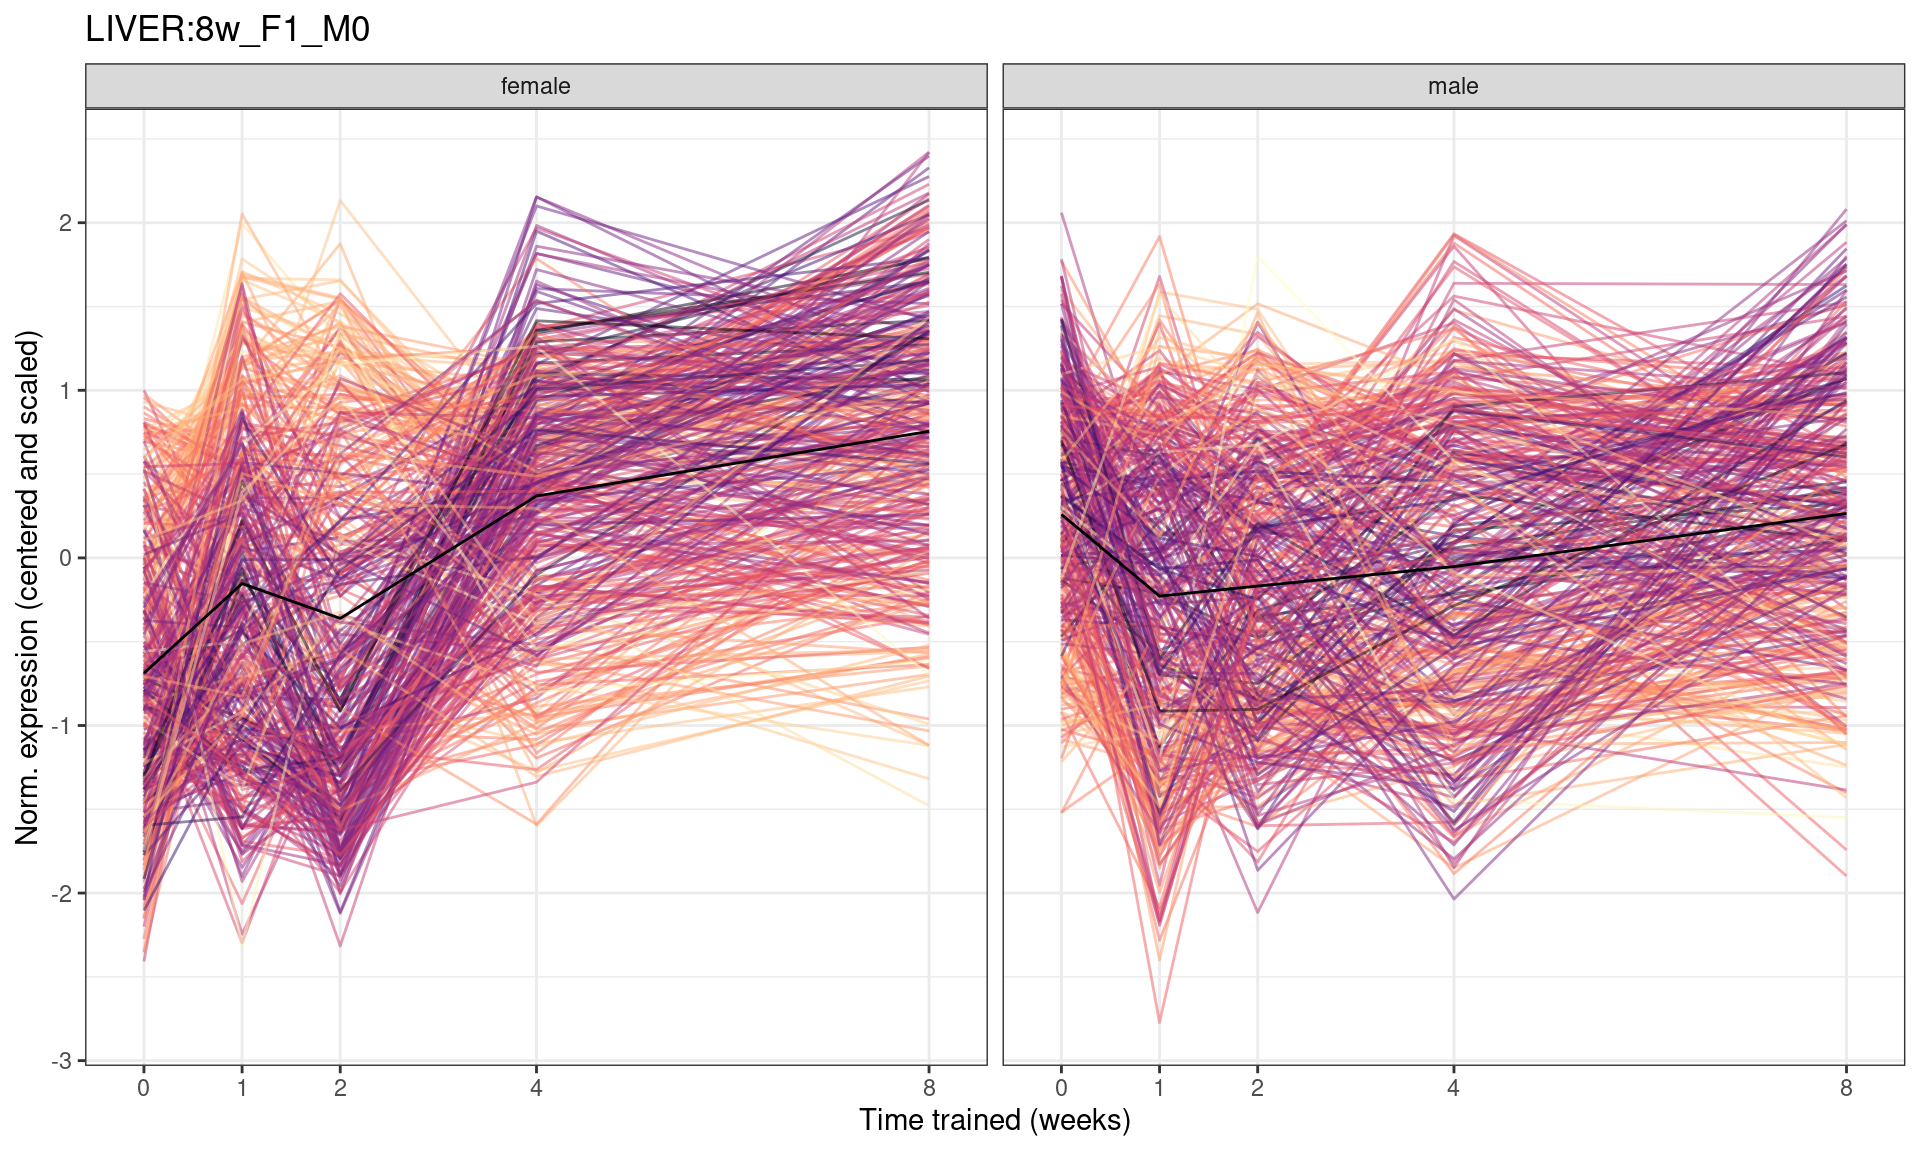 LIVER:8w_F1_M0
female
male
Norm. expression (centered and scaled)
2
1
0
-1
-2
-3
0 1 2 4 8
0 1 2 4 8
Time trained (weeks)